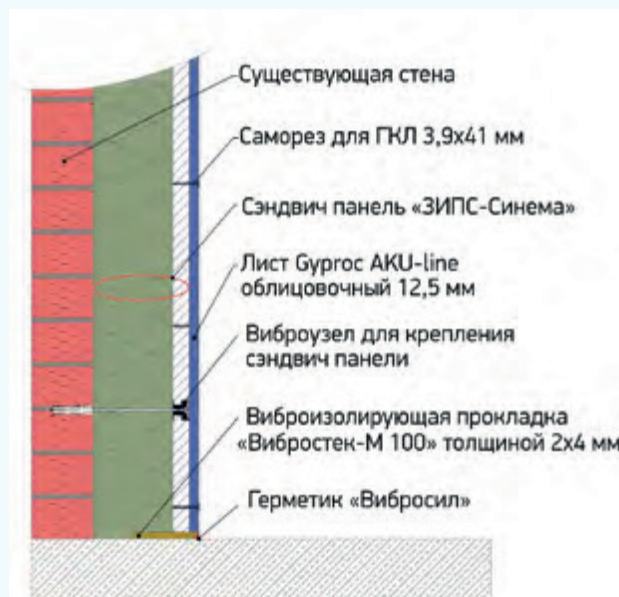 Существующая стена
Саморез для ГКЛ 3,9х41 мм
Сэндвич панель «ЗИПС-Синема»
Лист Gyproc AKU-line
облицовочный 12,5 мм
Виброузел для крепления
сэндвич панели
Виброизолирующая прокладка
«Вибростек-М 100» толщиной 2х4 мм
Герметик «Вибросил»